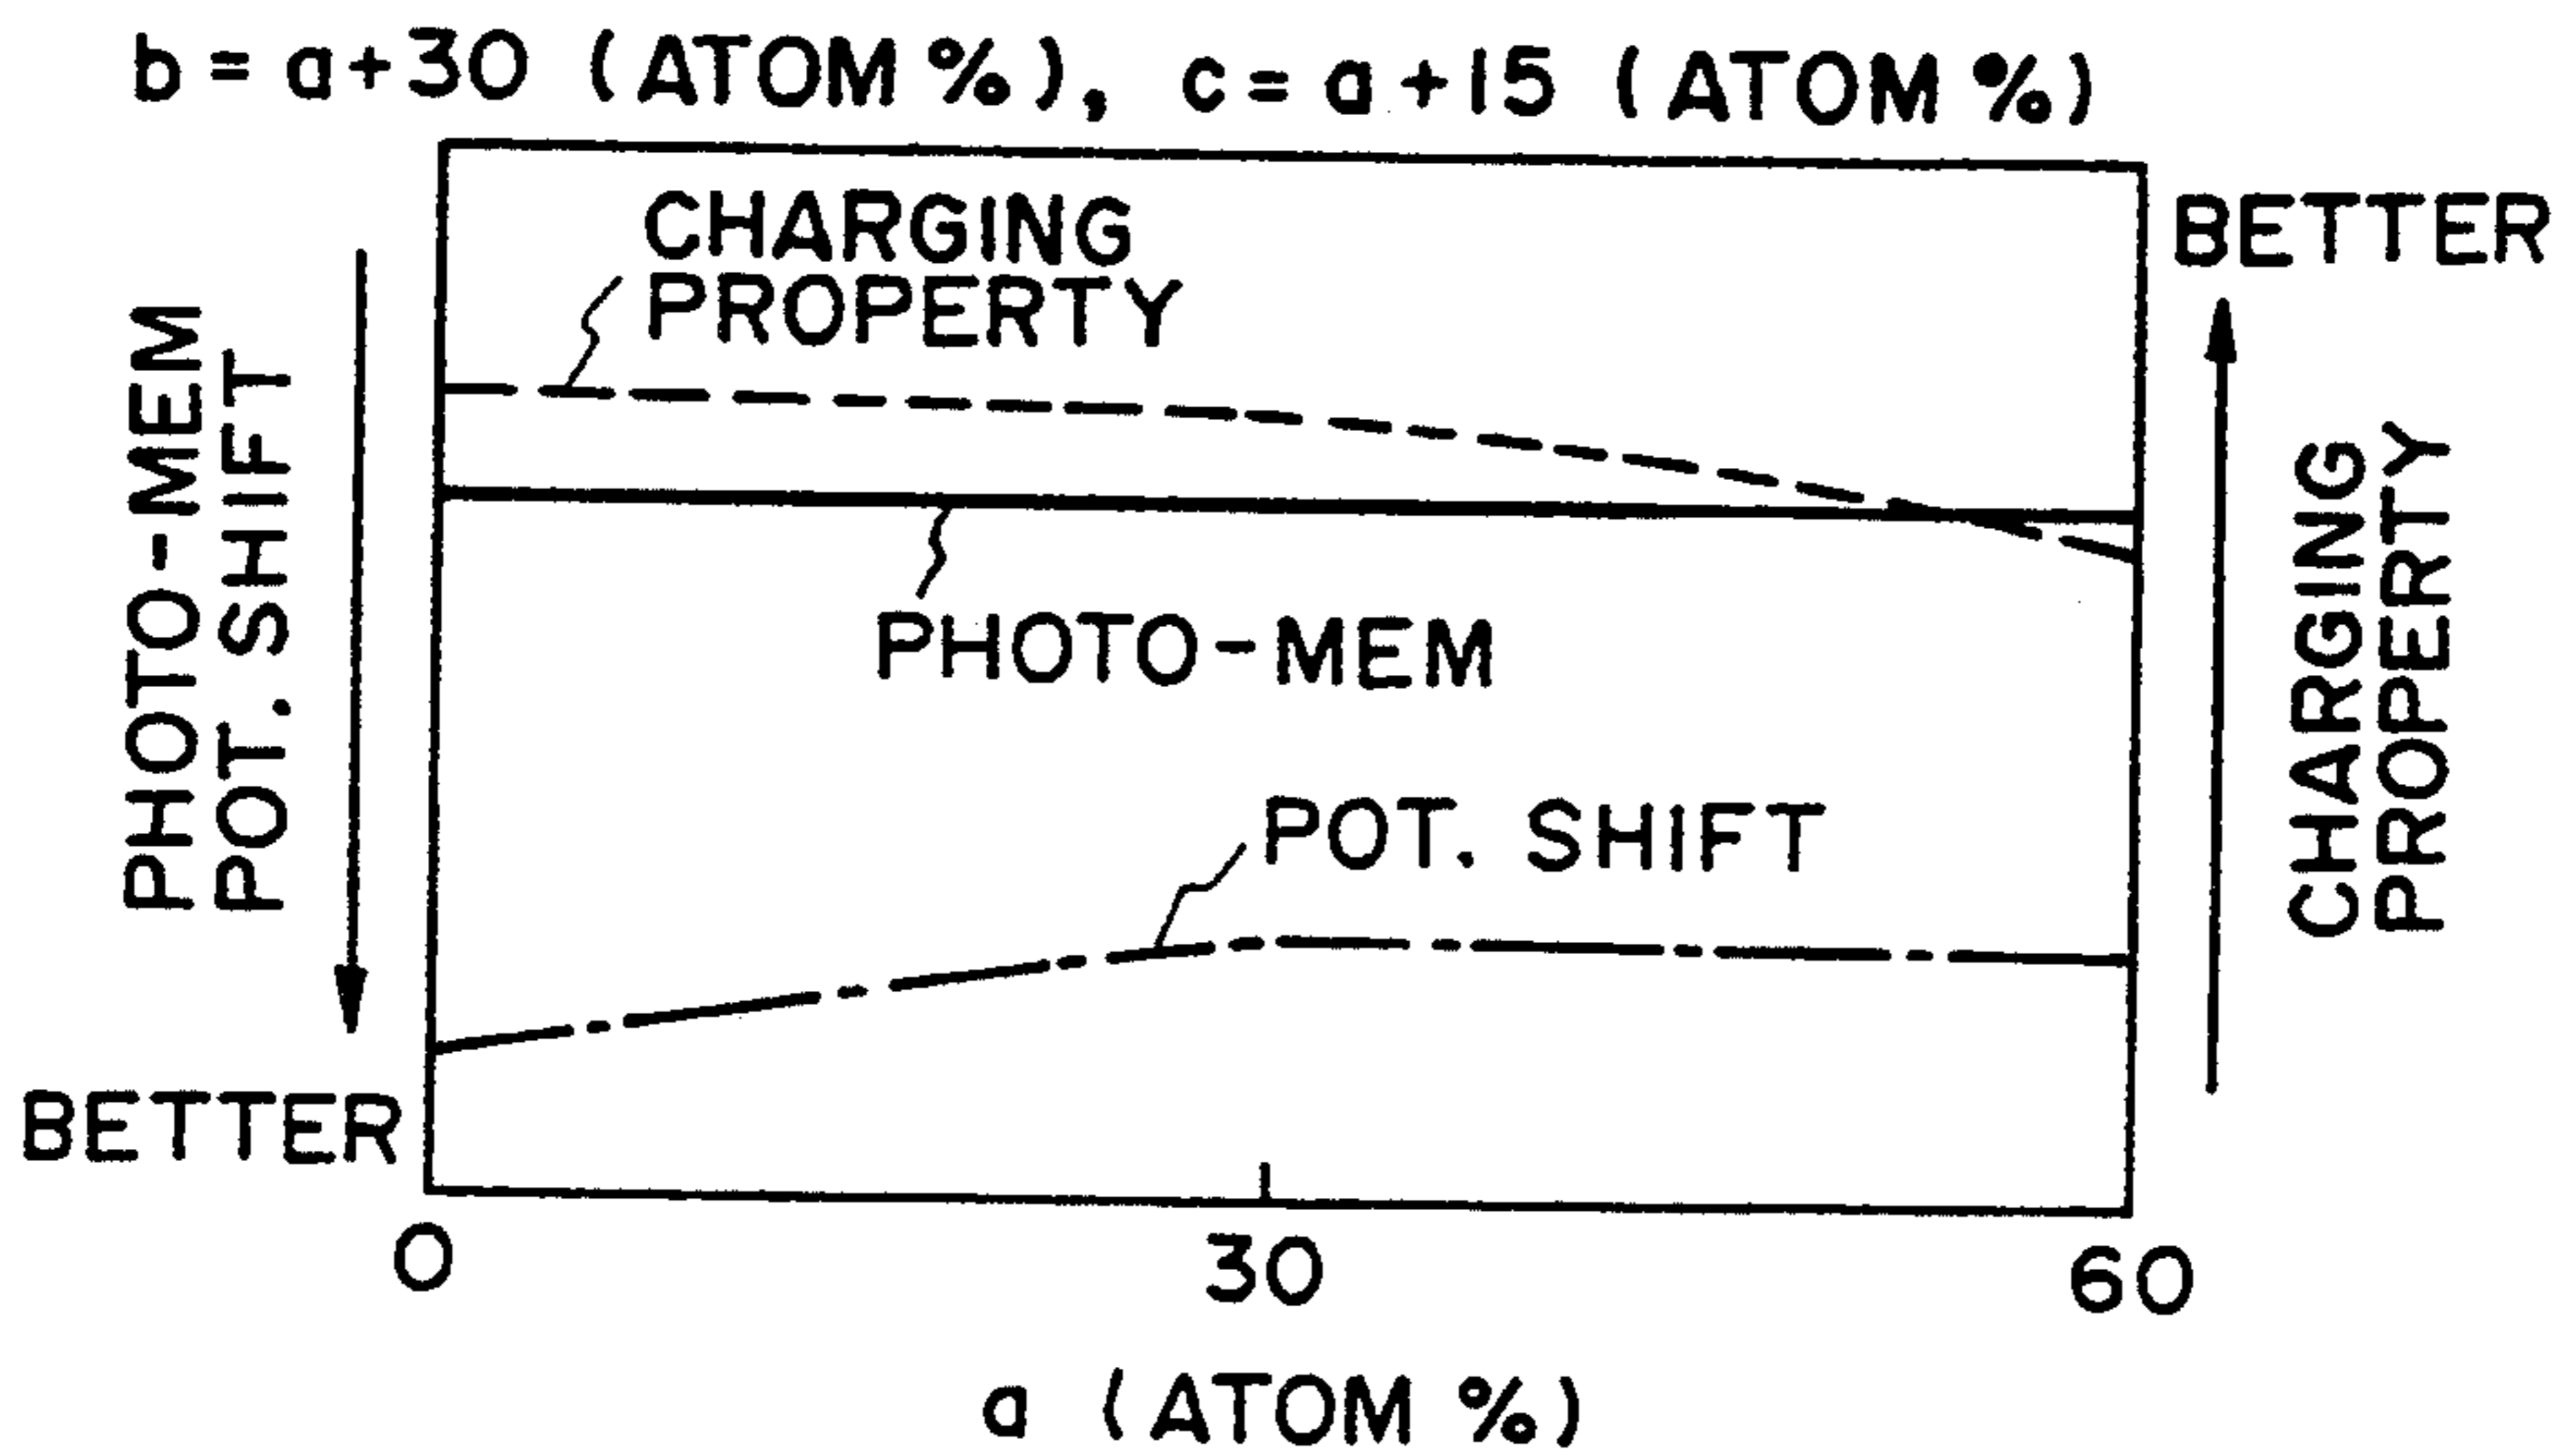 b = a+30 (ATOM %), c = a+15 (ATOM %)
CHARGING
PROPERTY
BETTER
PHOTO-MEM
POT. SHIFT
PHOTO-MEM
CHARGING
PROPERTY
POT. SHIFT
BETTER
0
30
60
a (ATOM %)